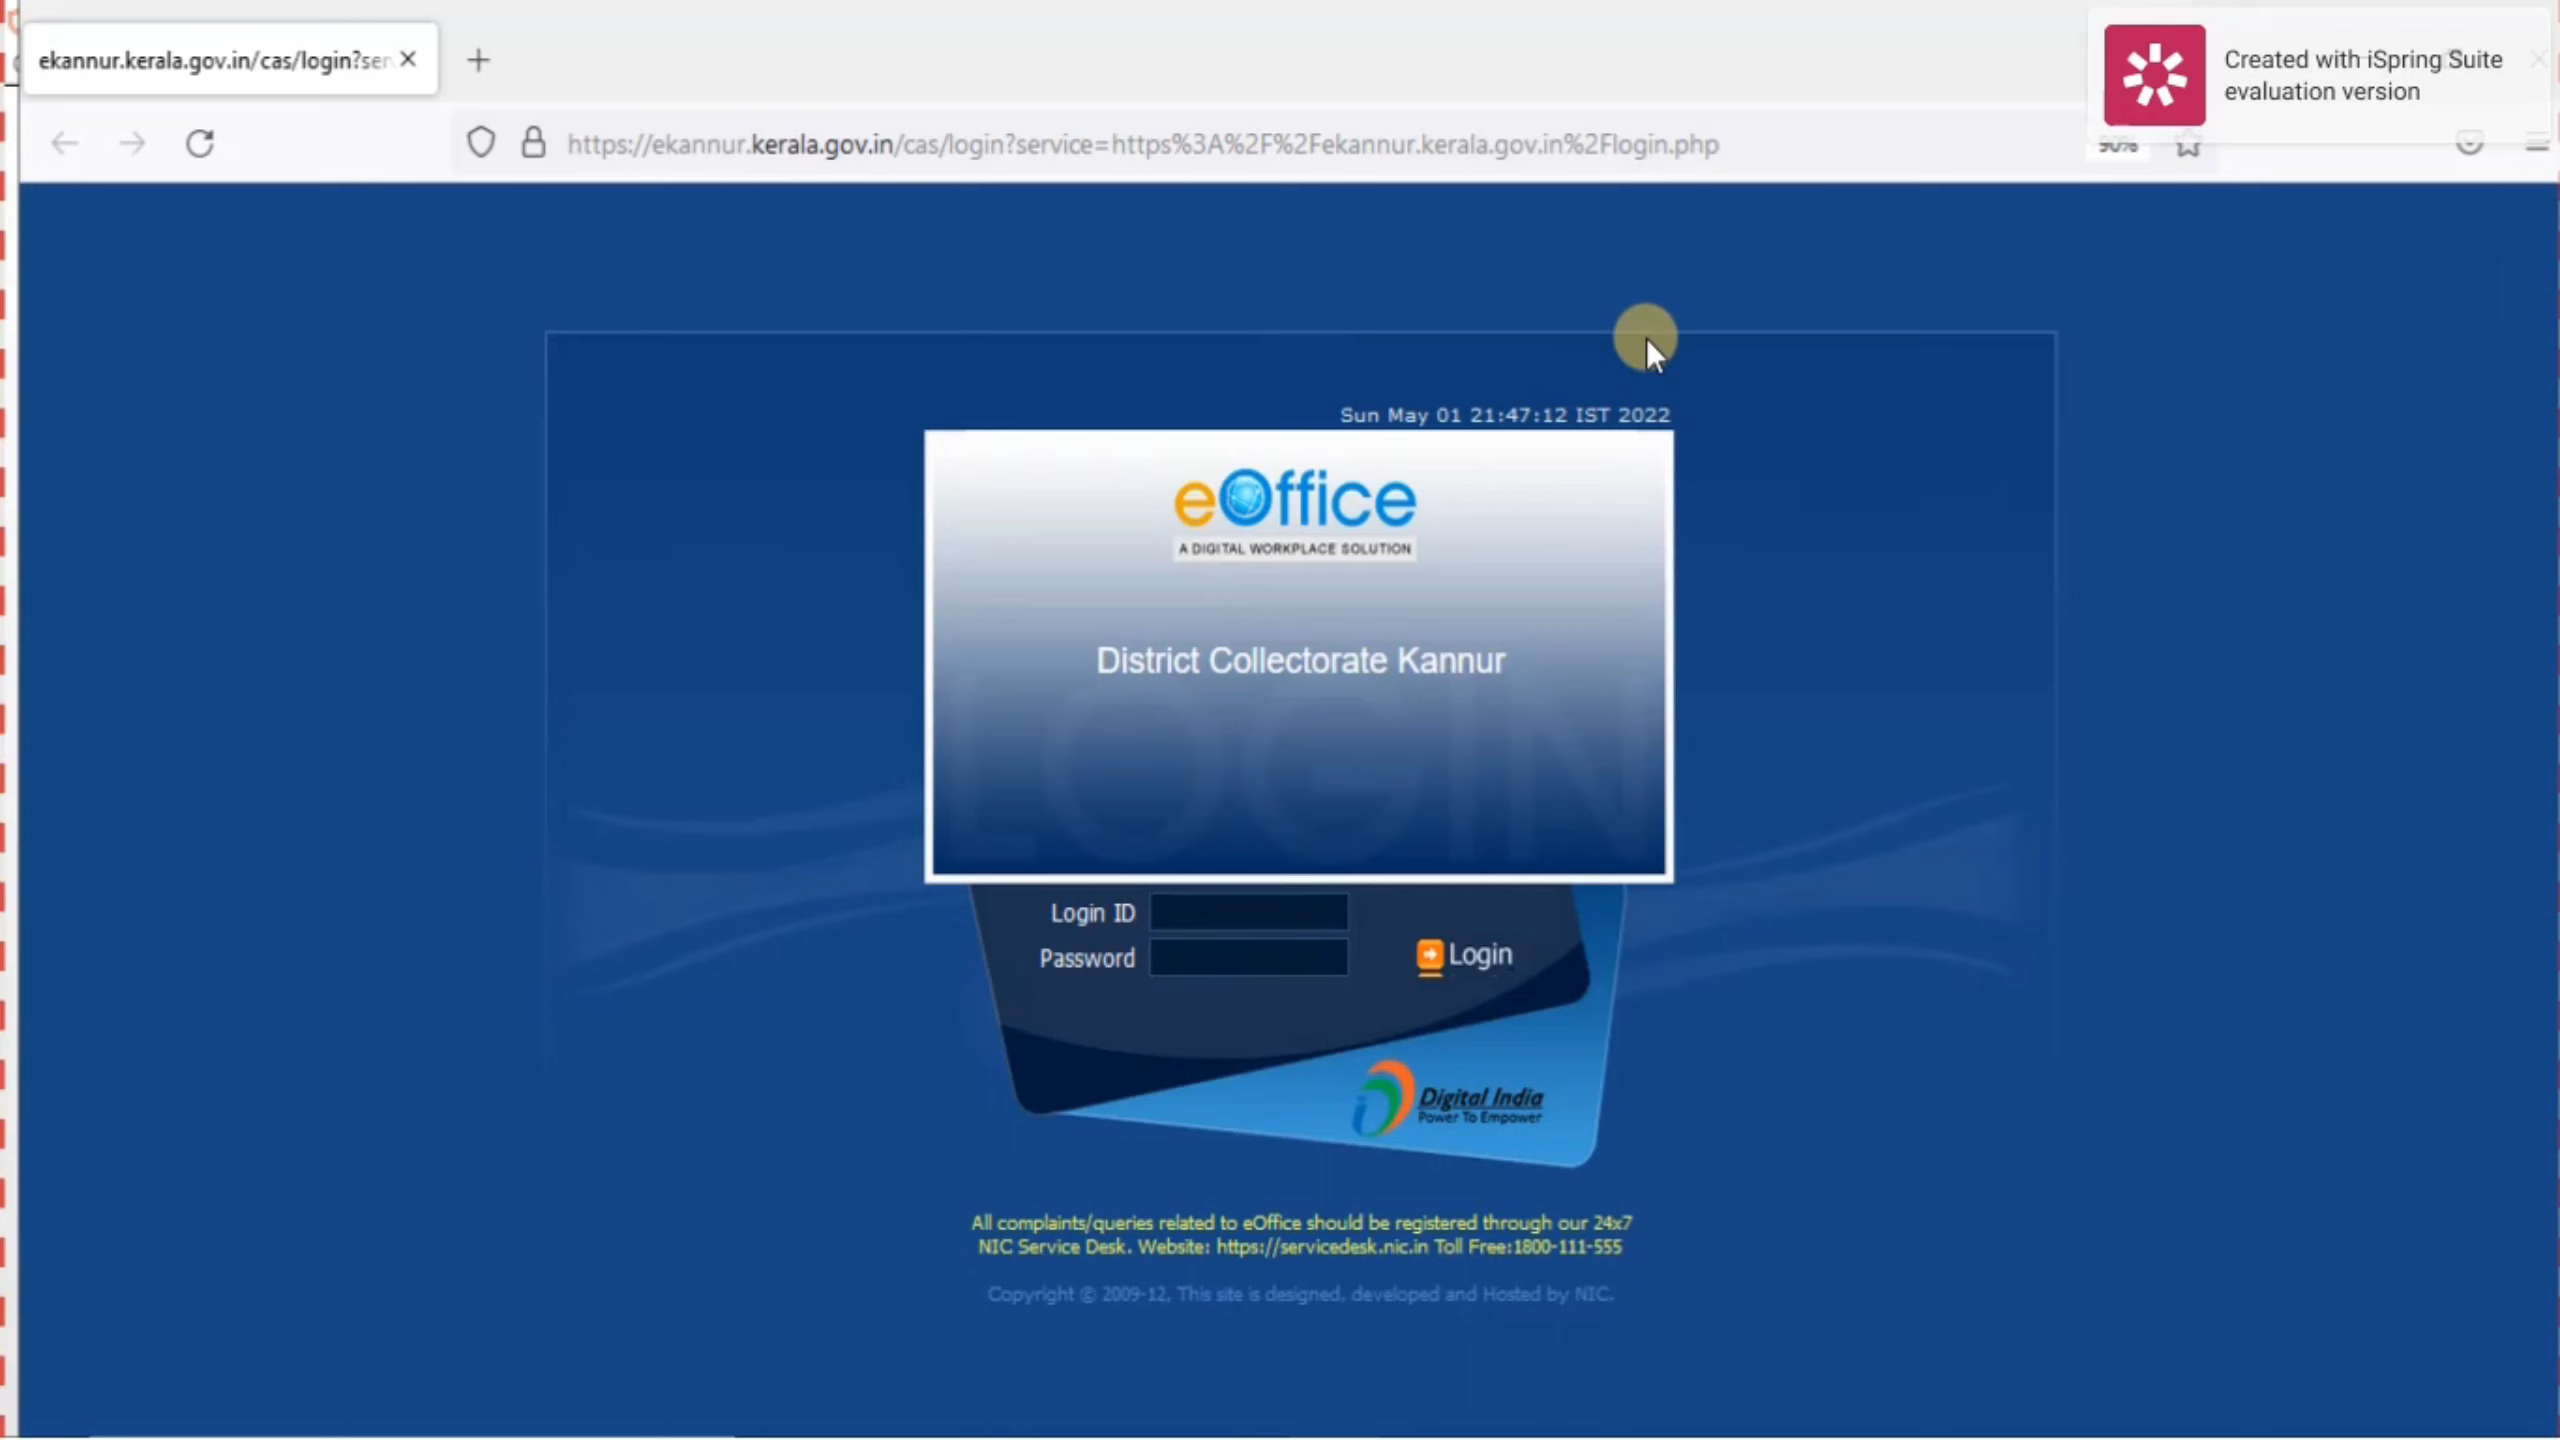 ekannur.kerala.gov.in/cas/login?ser
Created with iSpring Suite
evaluation version
https://ekannur.kerala.gov.in/cas/login?service=https%3A%2F%2Fekannur.kerala.gov.in%2Flogin.php
90%
Sun May 01 21:47:12 IST 2022
eOffice
A DIGITAL WORKPLACE SOLUTION
District Collectorate Kannur
LOGIN
Login ID
Password
Login
Digital India
Power To Empower
All complaints/queries related to eOffice should be registered through our 24x7
NIC Service Desk. Website: https://servicedesk.nic.in Toll Free:1800-111-555
Copyright © 2009-12, This site is designed, developed and Hosted by NIC.